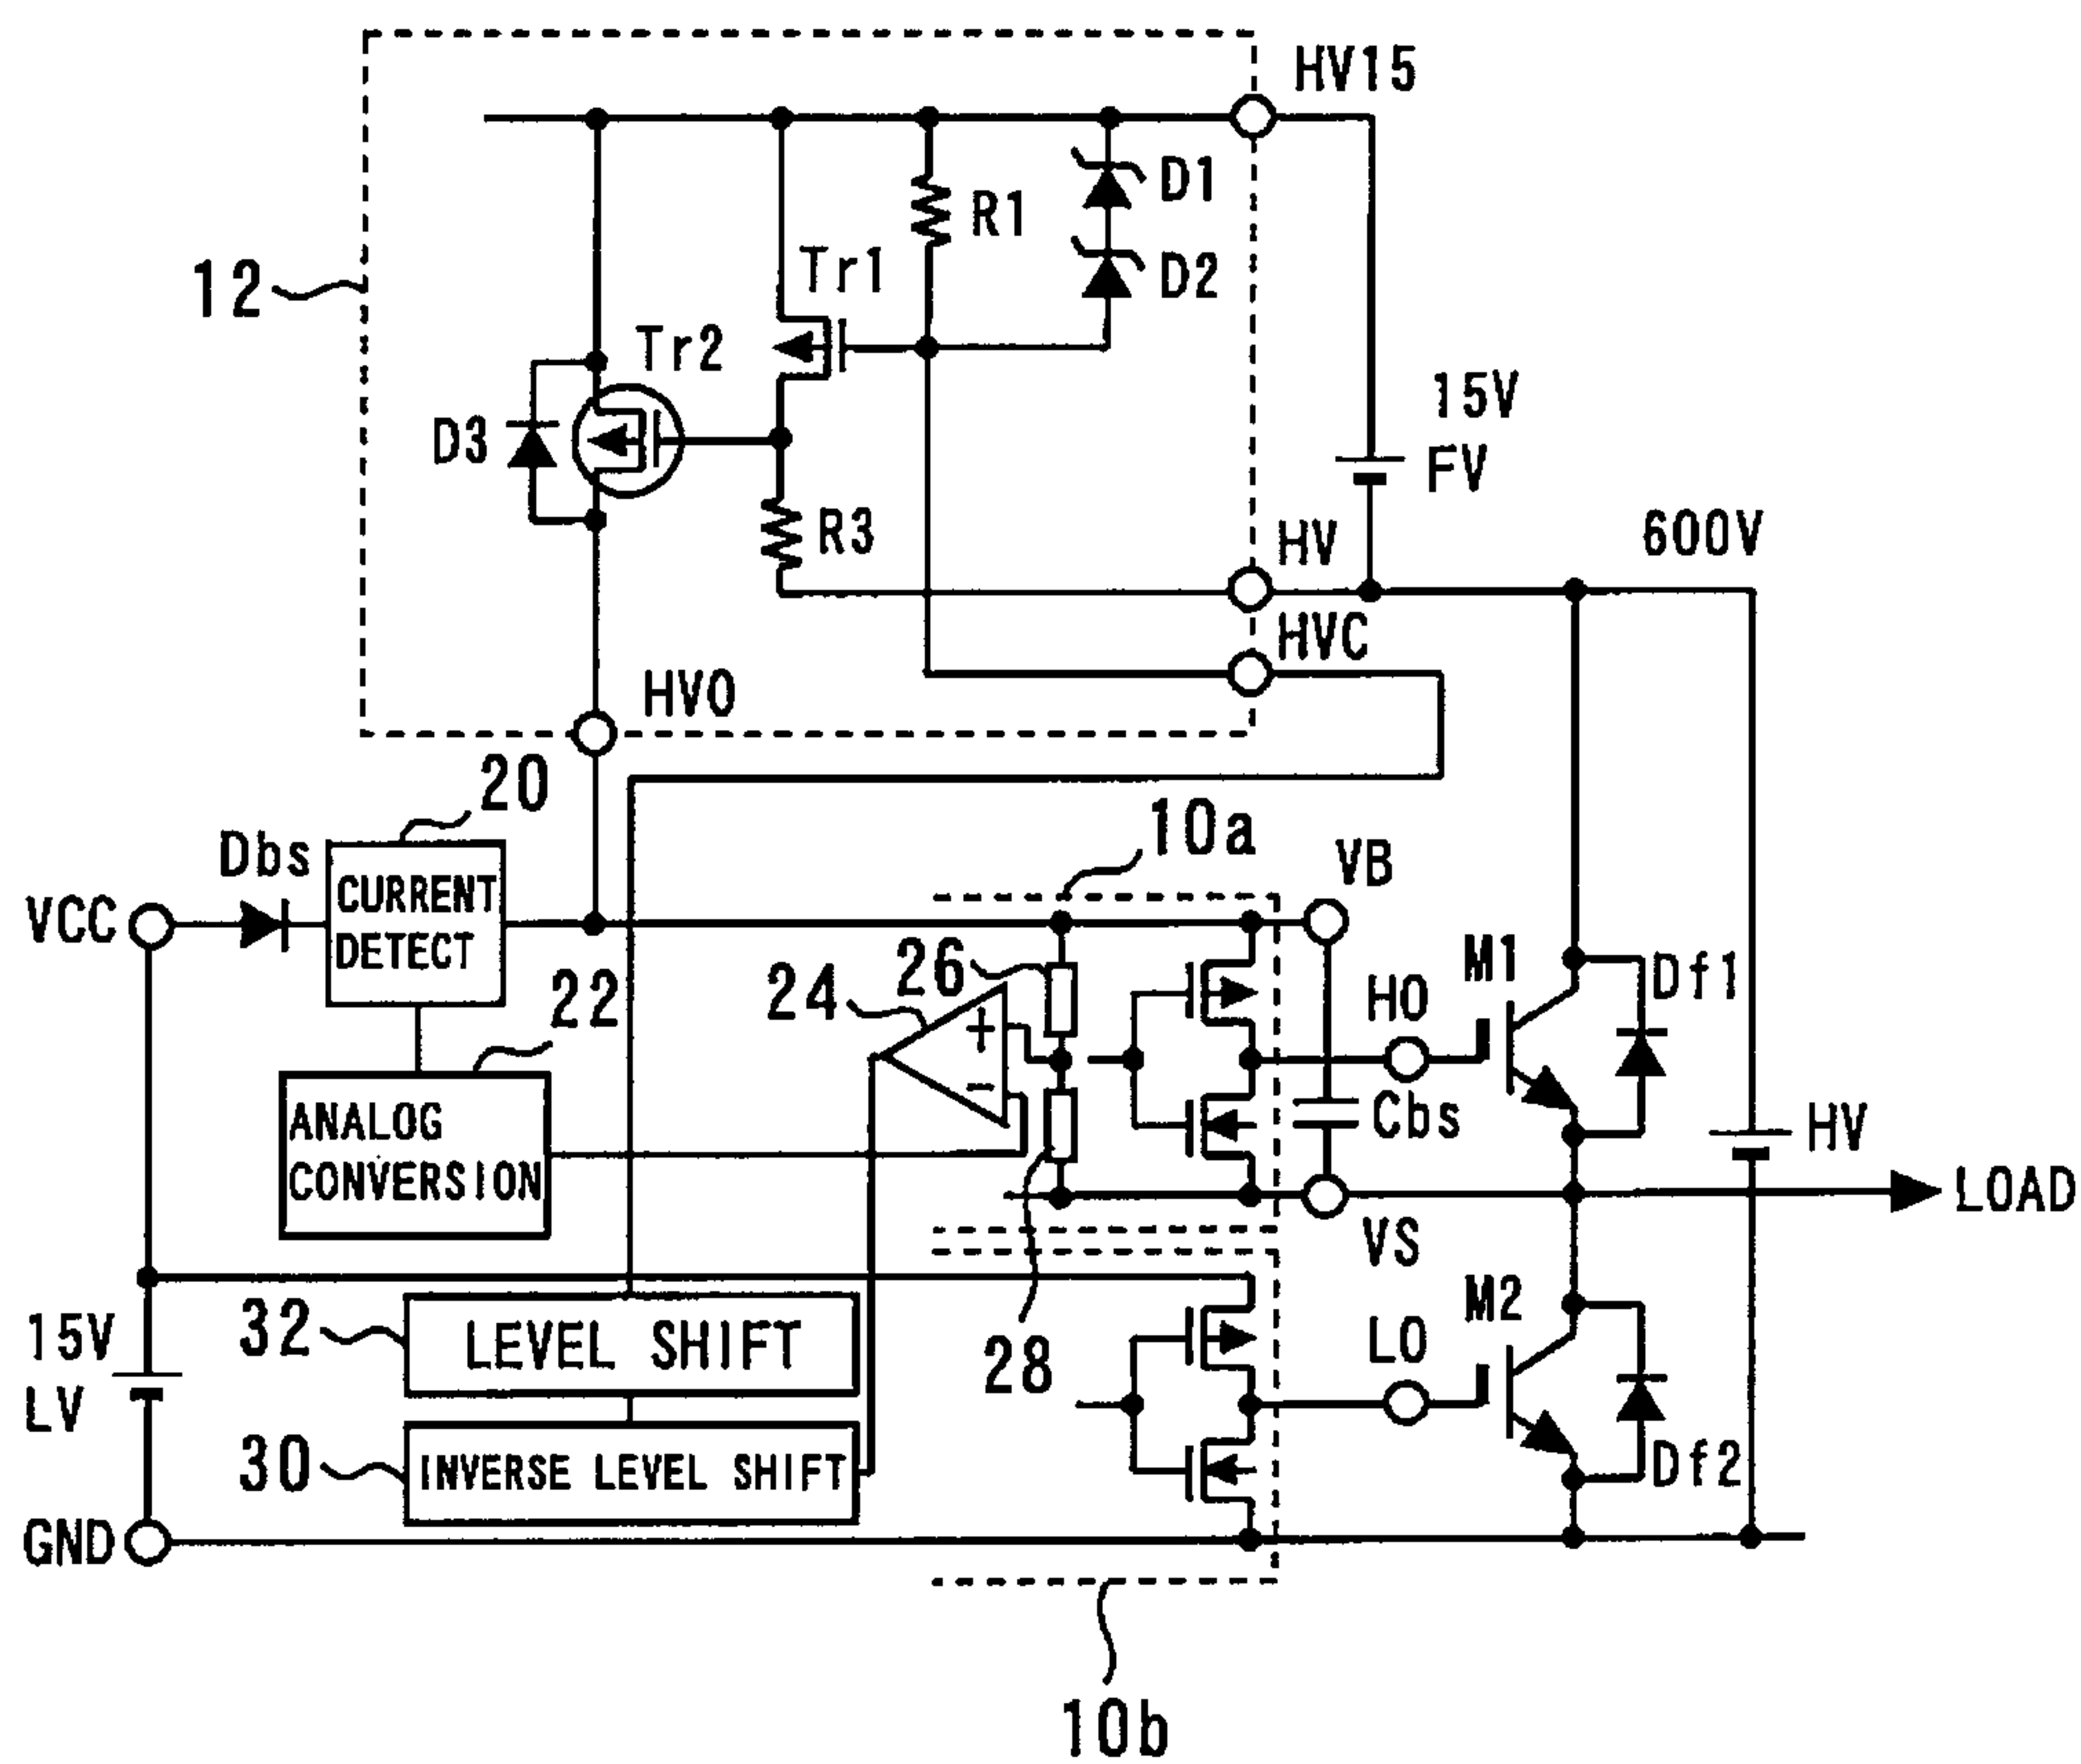 HV15
D1
R1
Tr1
D2
12
Tr2
15V
FV
D3
R3
HV
600V
HVC
HVO
20
10a
Dbs
VB
CURRENT
DETECT
VCC
26
M1
24
22
HO
Df1
+
-
ANALOG
CONVERSION
Cbs
HV
LOAD
VS
32
LEVEL SHIFT
M2
15V
LV
28
LO
30
INVERSE LEVEL SHIFT
Df2
GND
10b